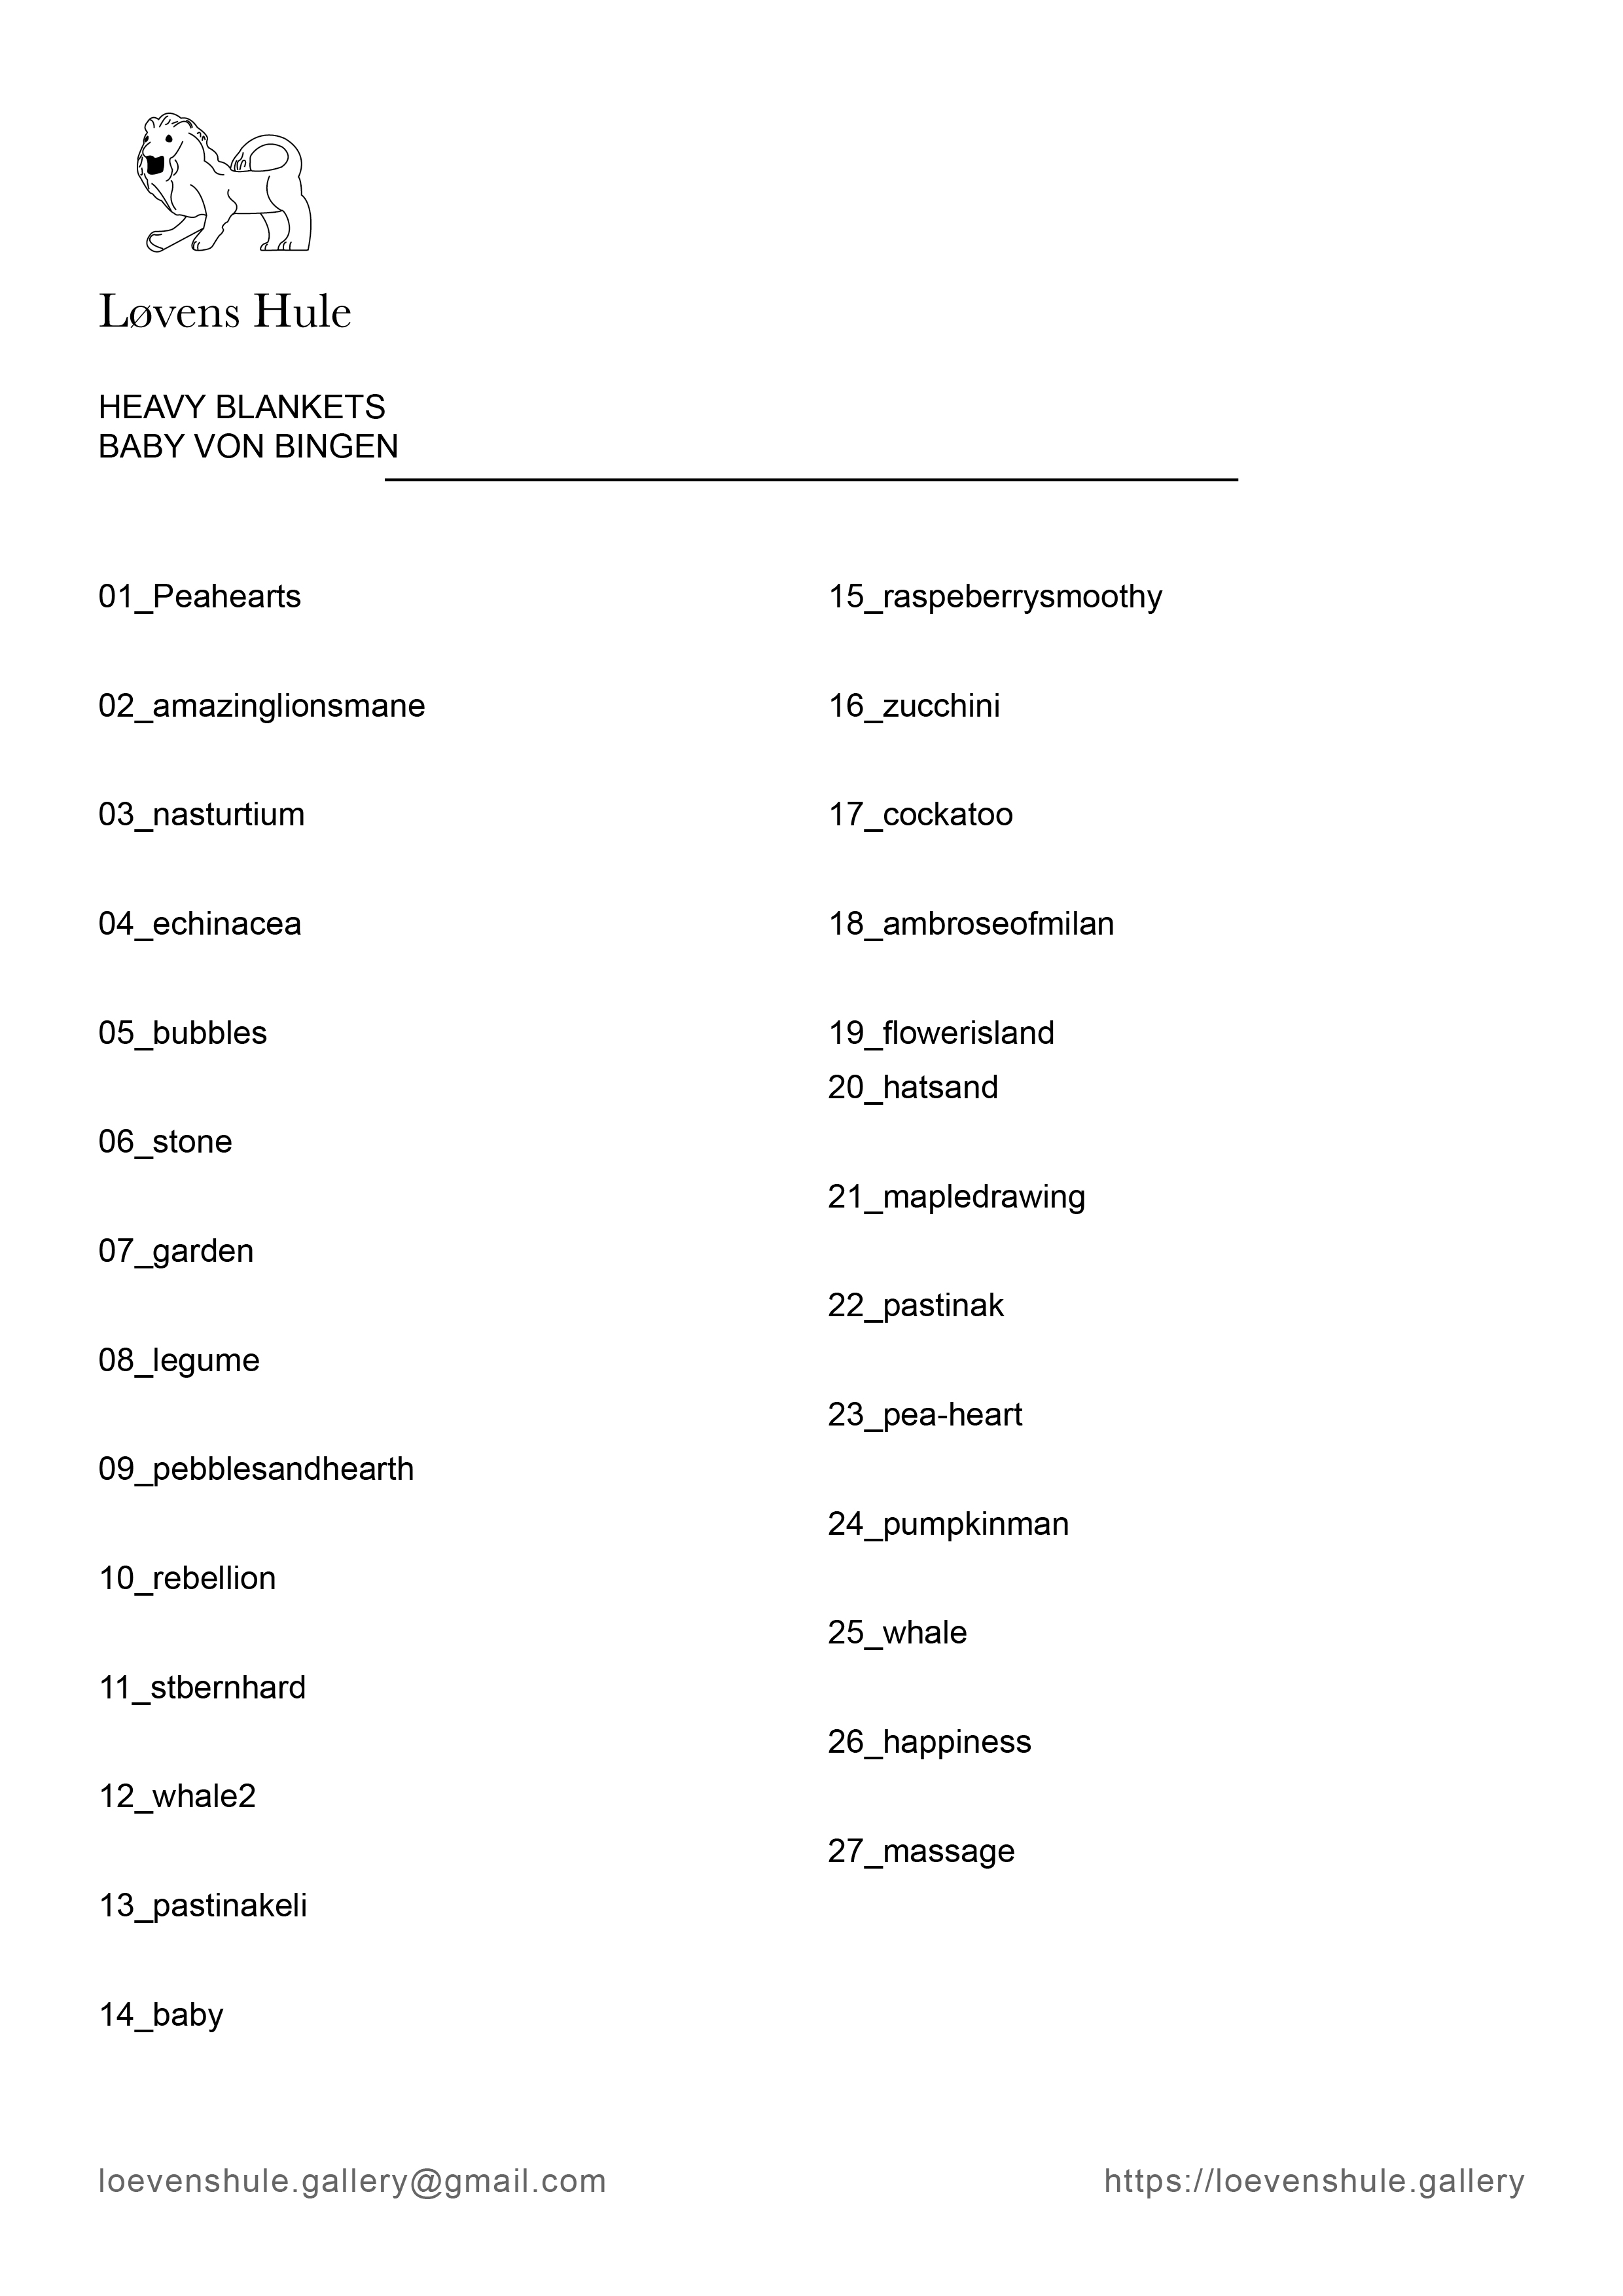 Løvens Hule
HEAVY BLANKETS
BABY VON BINGEN
01_Peahearts
02_amazinglionsmane
03_nasturtium
04_echinacea
05_bubbles
06_stone
07_garden
08_legume
09_pebblesandhearth
10_rebellion
11_stbernhard
12_whale2
13_pastinakeli
14_baby
15_raspeberrysmoothy
16_zucchini
17_cockatoo
18_ambroseofmilan
19_flowerisland
20_hatsand
21_mapledrawing
22_pastinak
23_pea-heart
24_pumpkinman
25_whale
26_happiness
27_massage
loevenshule.gallery@gmail.com
https://loevenshule.gallery